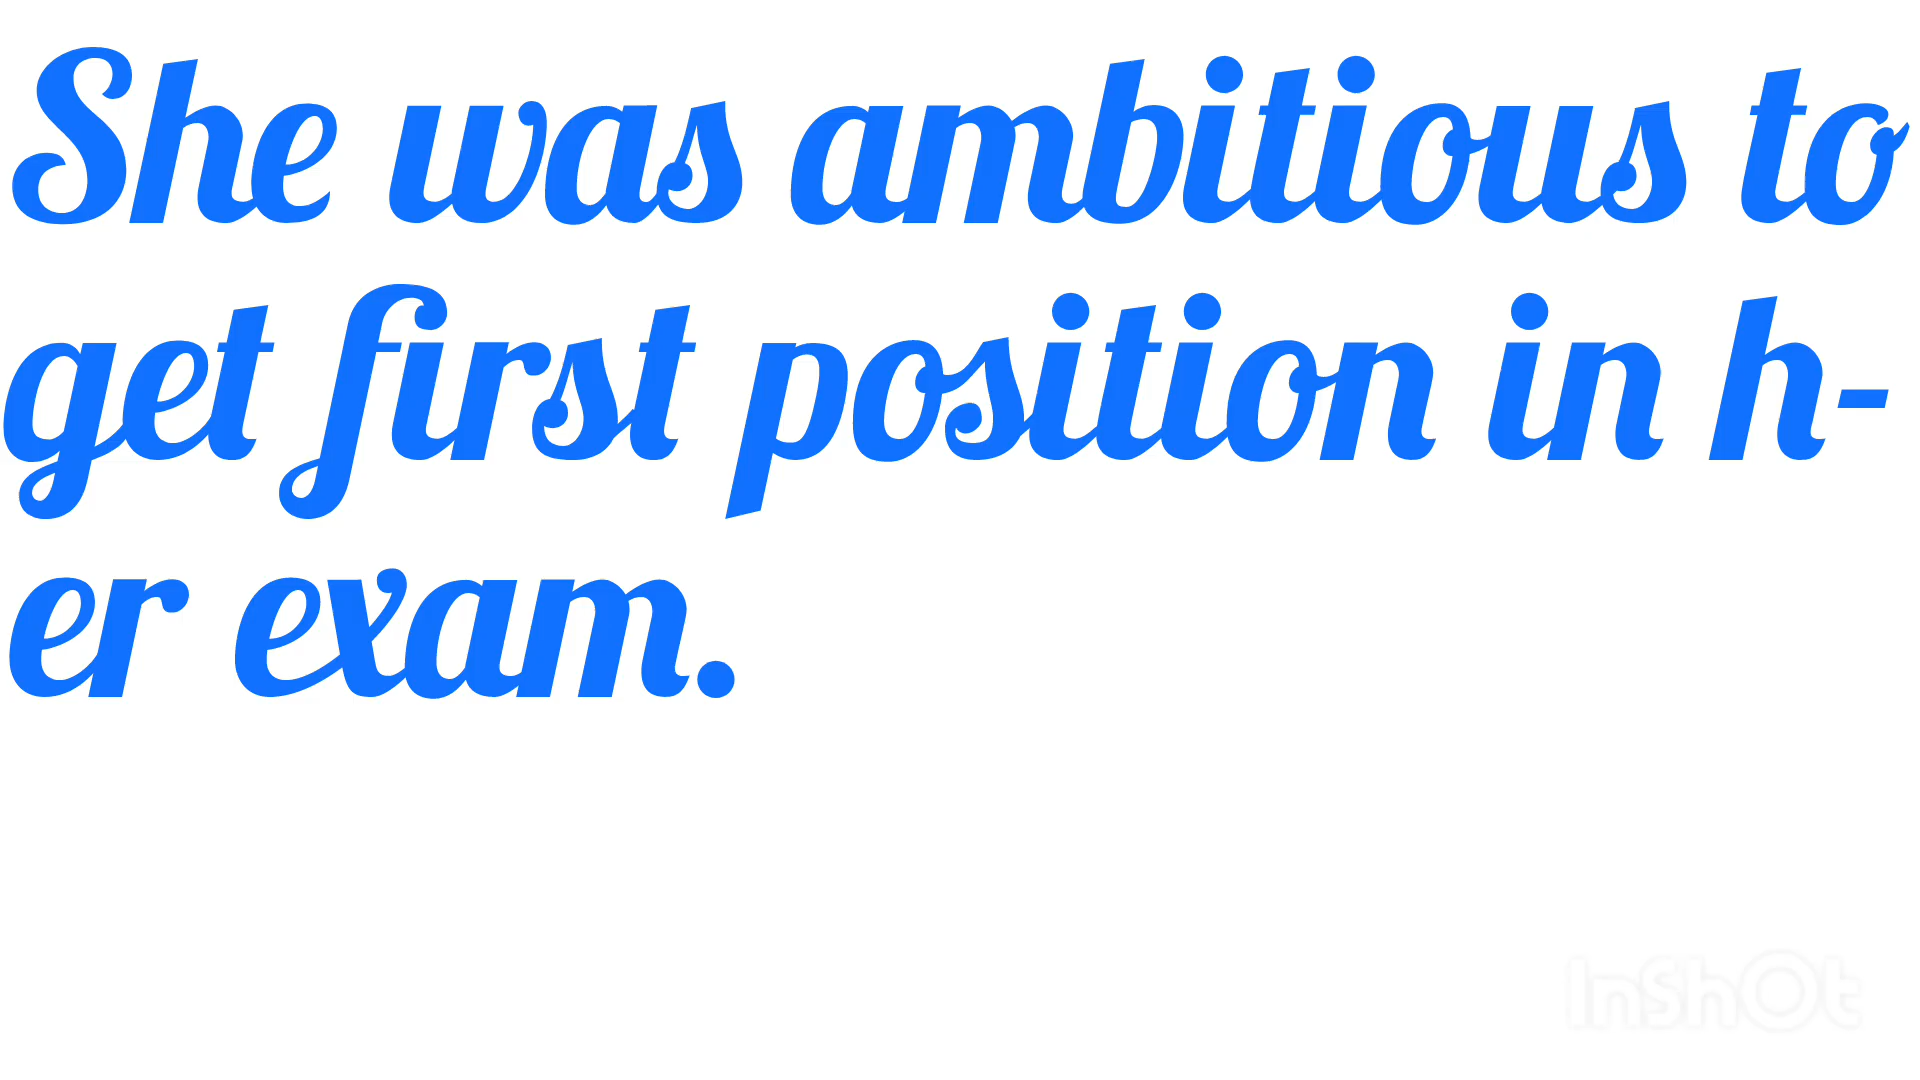 She was ambitious to
get first position in h-
er exam.
InShOt